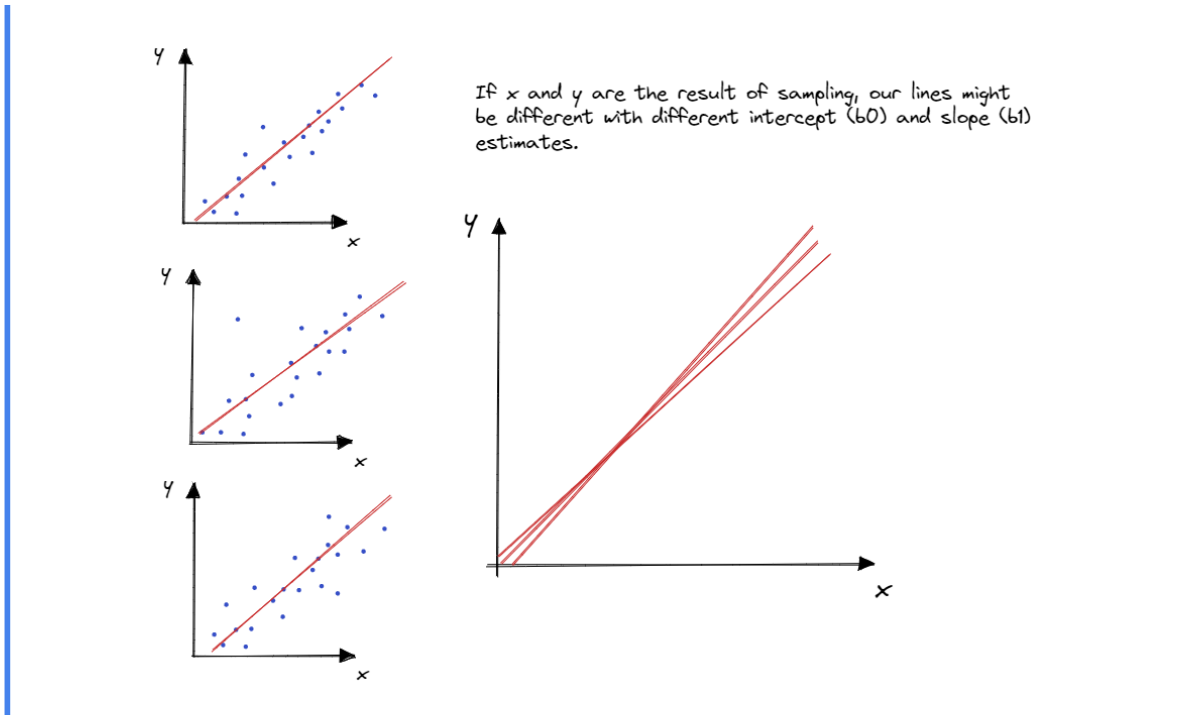 y
x
y
x
y
x
If x and y are the result of sampling, our lines might
be different with different intercept (b0) and slope (b1)
estimates.
y
x